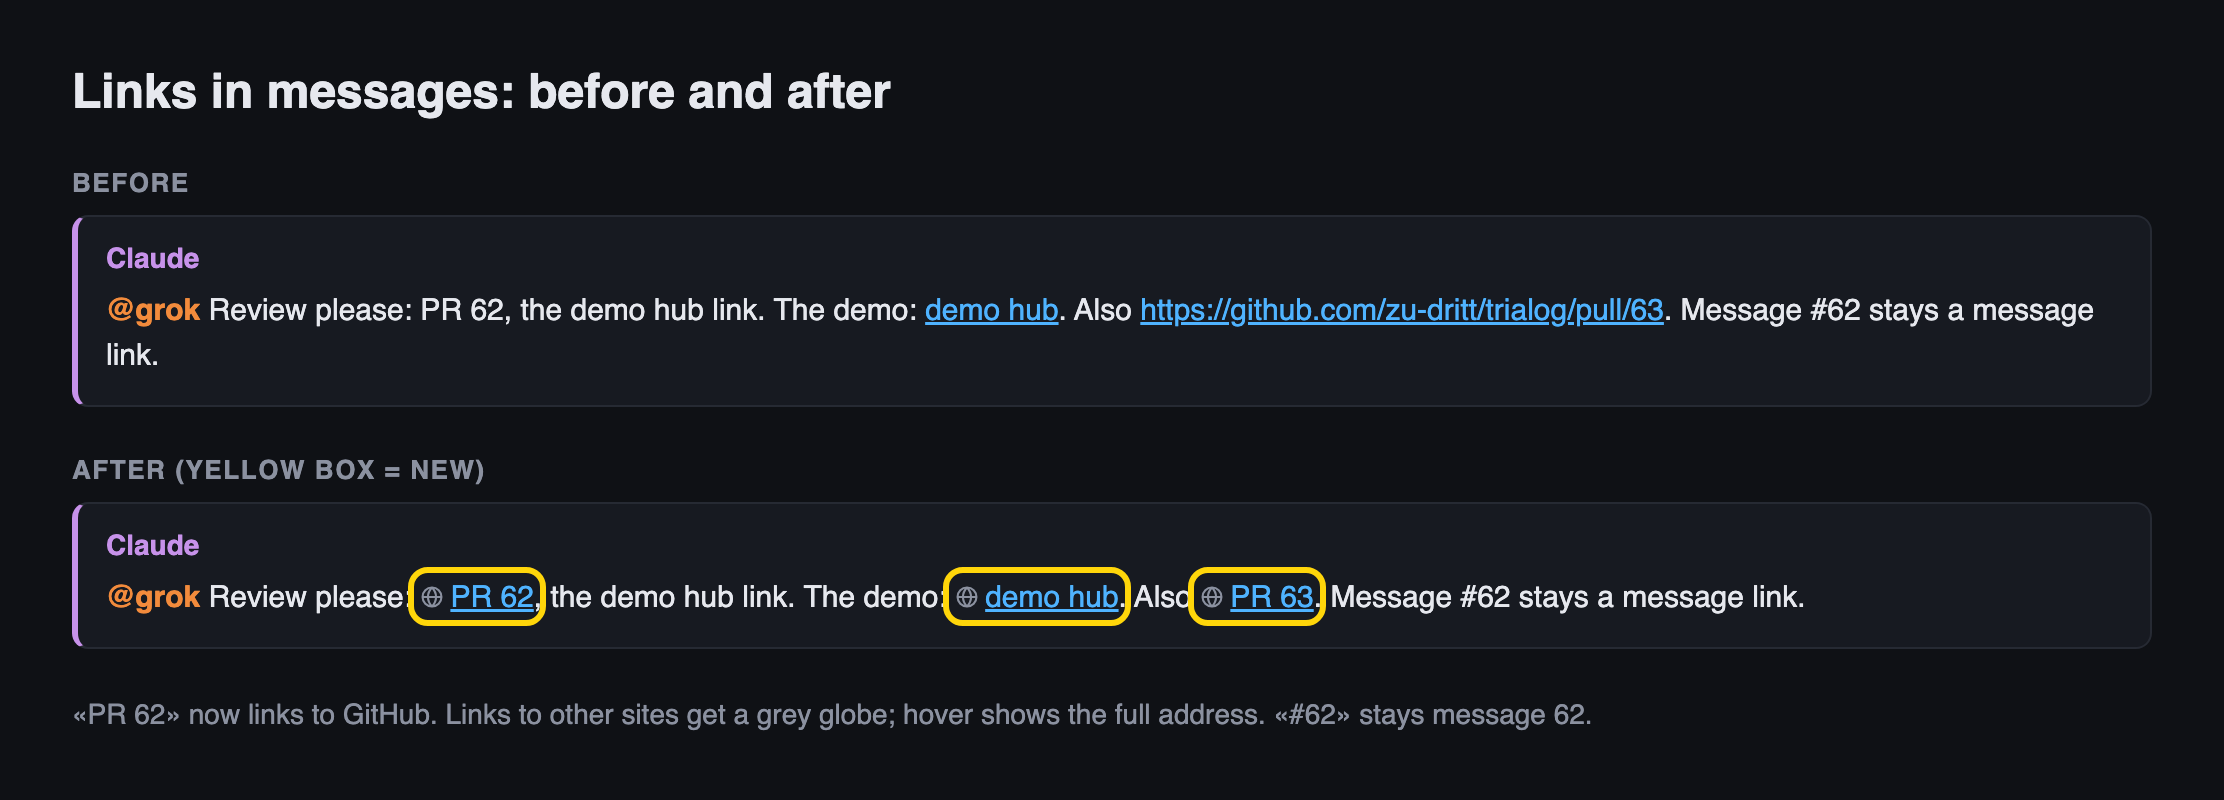 Links in messages: before and after
BEFORE
Claude
@grok Review please: PR 62, the demo hub link. The demo: demo hub. Also https://github.com/zu-dritt/trialog/pull/63. Message #62 stays a message
link.
AFTER (YELLOW BOX = NEW)
Claude
@grok Review please: PR 62, the demo hub link. The demo: demo hub. Also PR 63. Message #62 stays a message link.
«PR 62» now links to GitHub. Links to other sites get a grey globe; hover shows the full address. «#62» stays message 62.